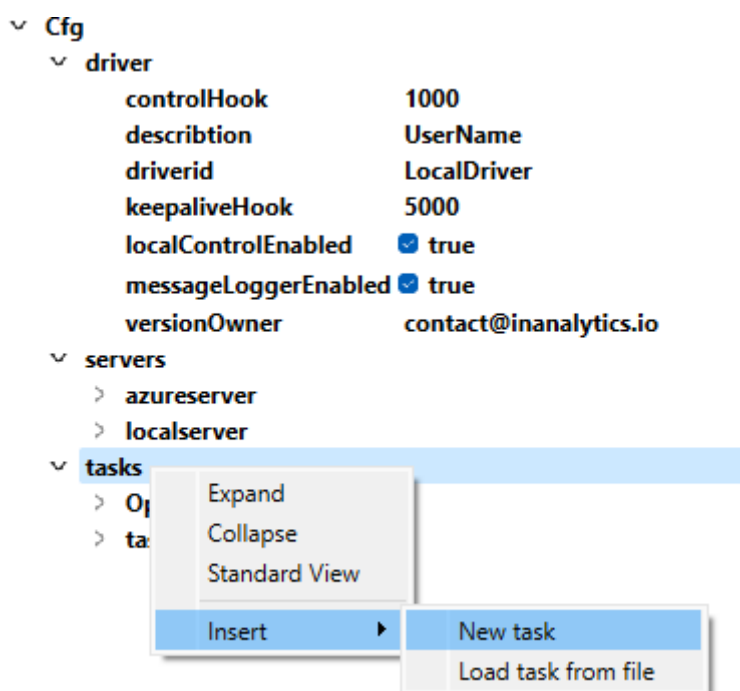 Cfg
driver
controlHook 1000
describtion UserName
driverid LocalDriver
keepaliveHook 5000
localControlEnabled true
messageLoggerEnabled true
versionOwner contact@inanalytics.io
servers
azureserver
localserver
tasks
Expand
Collapse
Standard View
Insert
New task
Load task from file